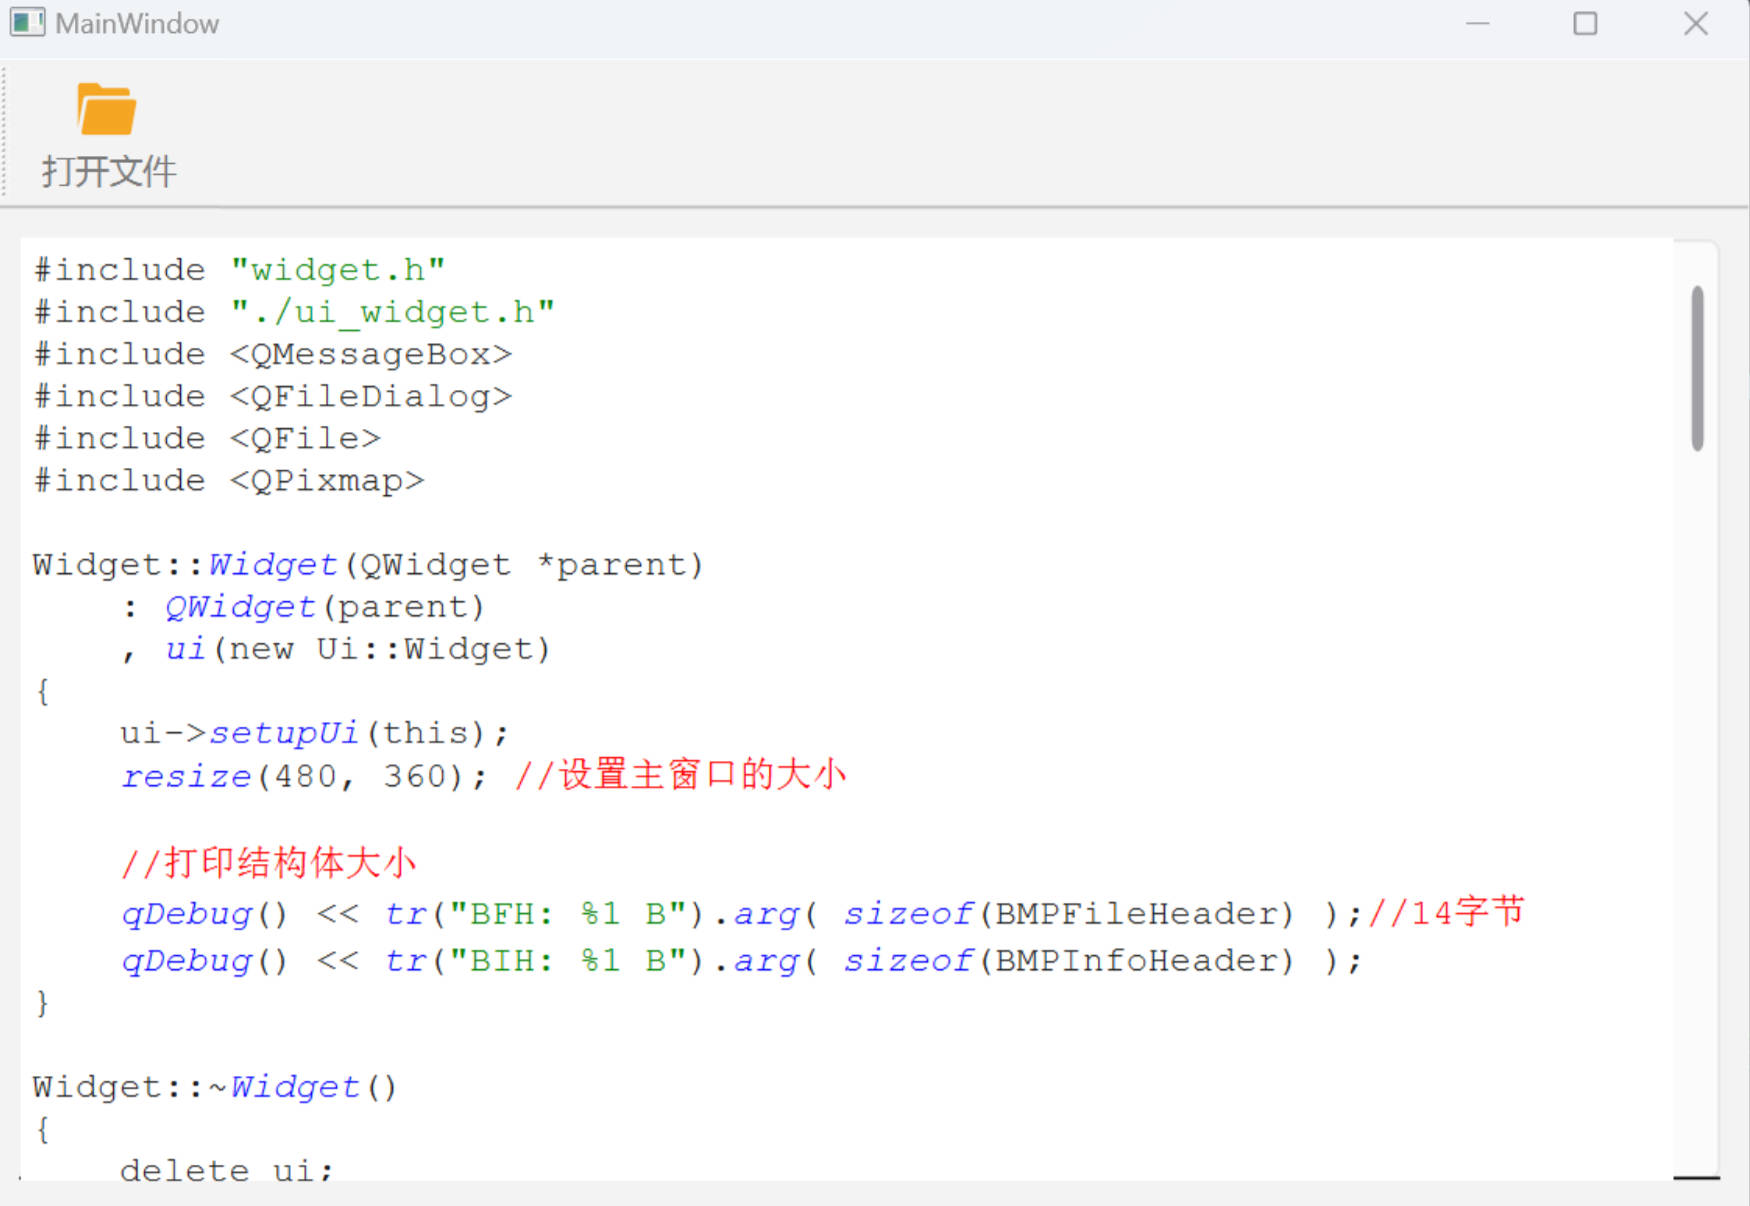 MainWindow
打开文件
#include "widget.h"
#include "./ui_widget.h"
#include <QMessageBox>
#include <QFileDialog>
#include <QFile>
#include <QPixmap>
Widget::Widget(QWidget *parent)
    : QWidget(parent)
    , ui(new Ui::Widget)
{
    ui->setupUi(this);
    resize(480, 360); //设置主窗口的大小
    //打印结构体大小
    qDebug() << tr("BFH: %1 B").arg( sizeof(BMPFileHeader) );//14字节
    qDebug() << tr("BIH: %1 B").arg( sizeof(BMPInfoHeader) );
}
Widget::~Widget()
{
    delete ui;